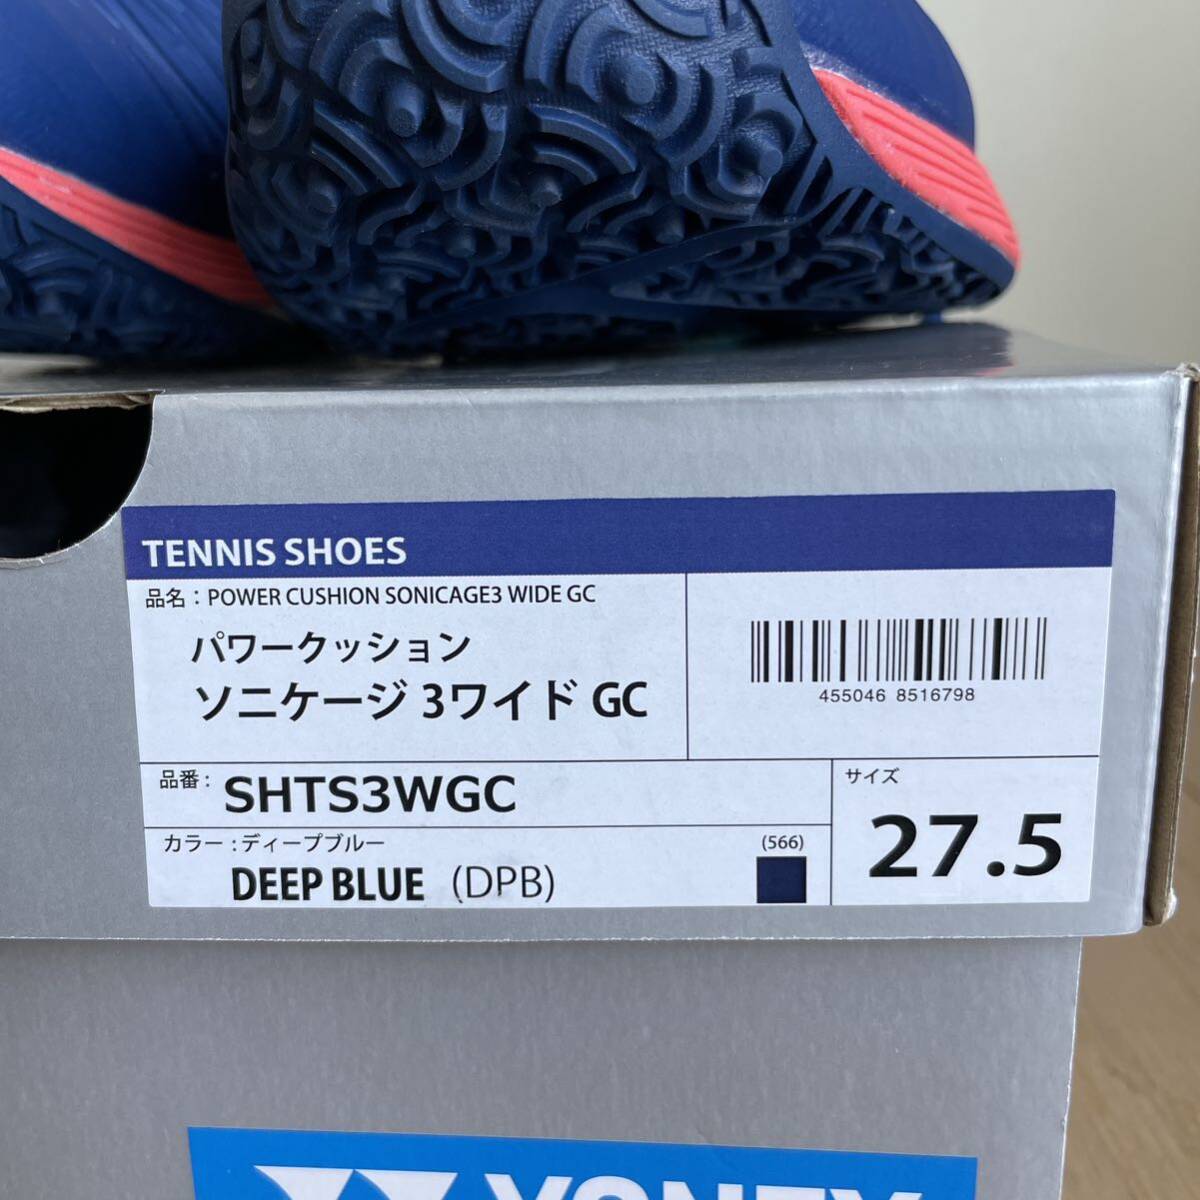 TENNIS SHOES
品名：POWER CUSHION SONICAGE3 WIDE GC
パワークッション
ソニケージ 3ワイド GC
455046 8516798
品番：SHTS3WGC
サイズ
27.5
カラー：ディープブルー
(566)
DEEP BLUE (DPB)
YONEX